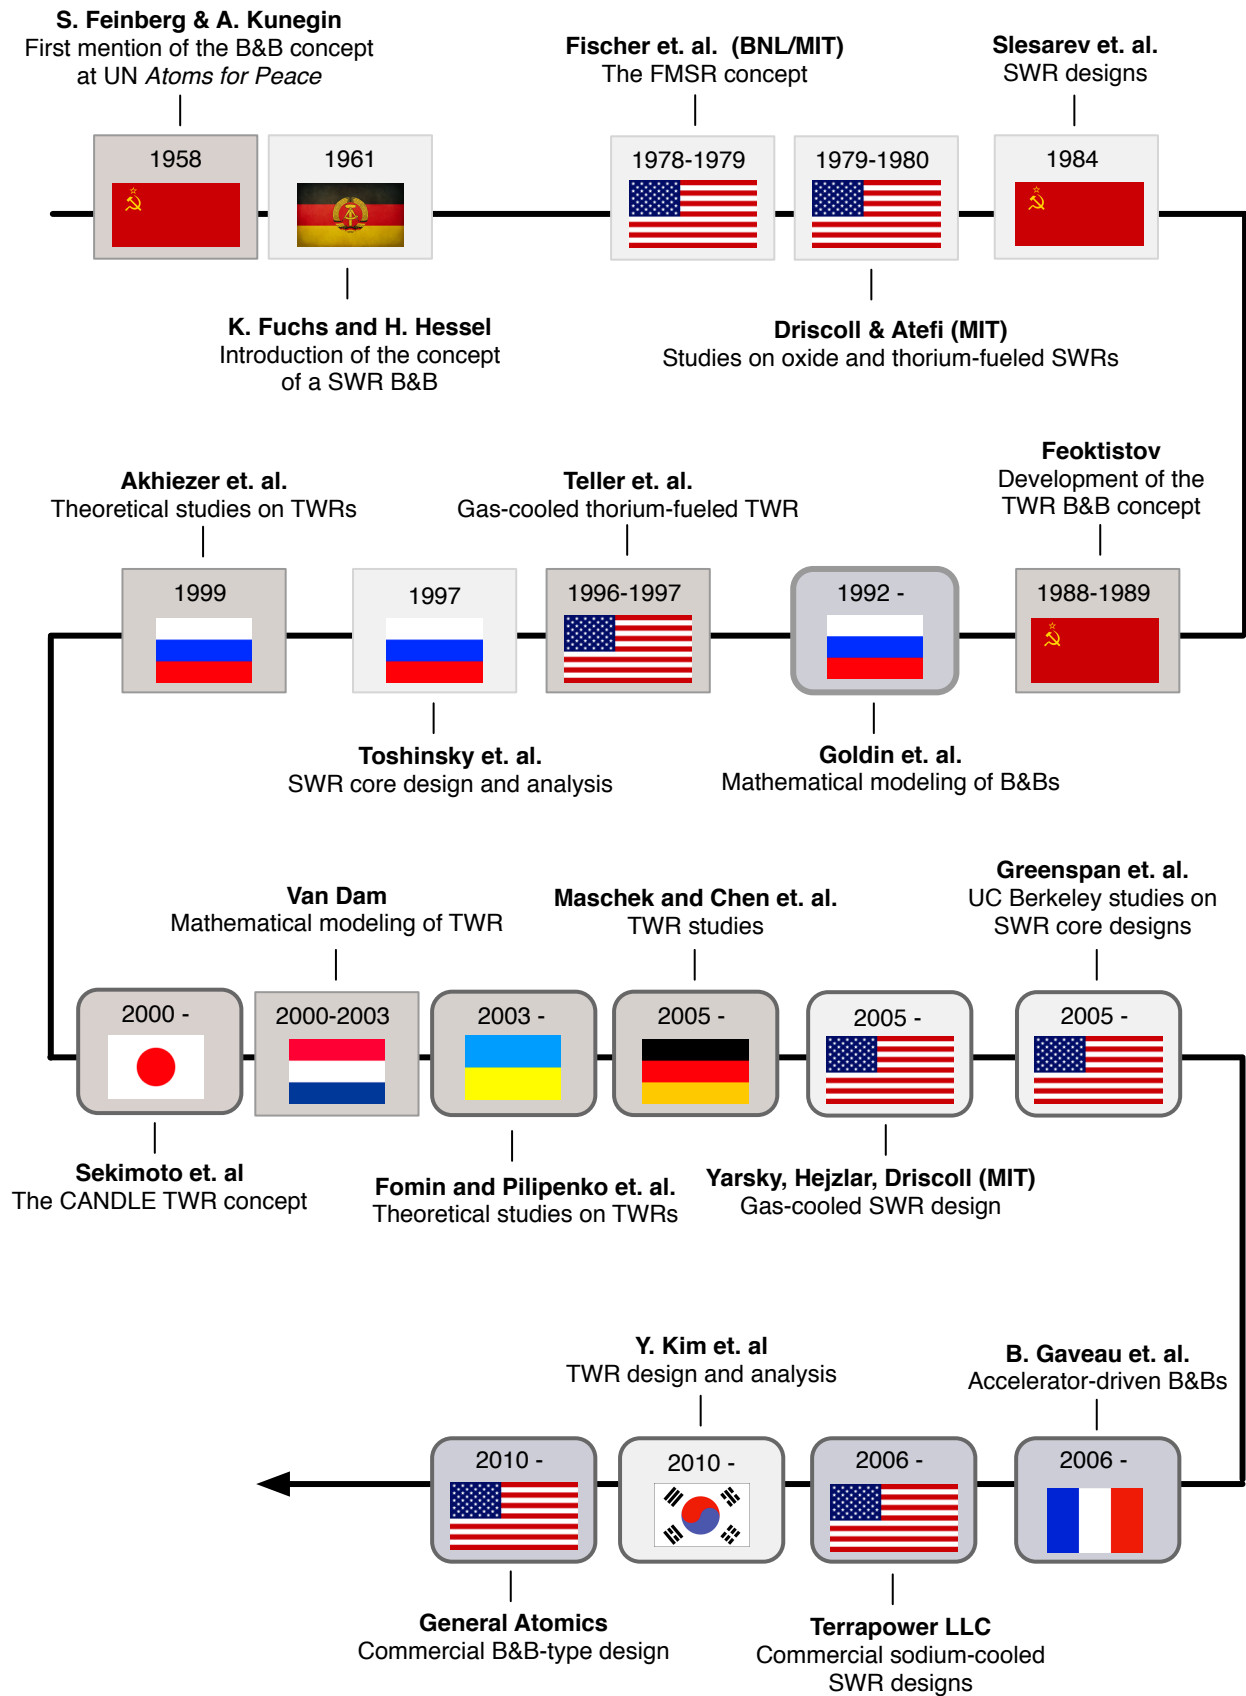 S. Feinberg & A. Kunegin
First mention of the B&B concept
at UN Atoms for Peace
1958
1961
K. Fuchs and H. Hessel
Introduction of the concept
of a SWR B&B
Fischer et. al. (BNL/MIT)
The FMSR concept
1978-1979
1979-1980
Driscoll & Atefi (MIT)
Studies on oxide and thorium-fueled SWRs
Slesarev et. al.
SWR designs
1984
Feoktistov
Development of the
TWR B&B concept
1988-1989
1992 -
Goldin et. al.
Mathematical modeling of B&Bs
Teller et. al.
Gas-cooled thorium-fueled TWR
1996-1997
1997
Toshinsky et. al.
SWR core design and analysis
Akhiezer et. al.
Theoretical studies on TWRs
1999
2000 -
Sekimoto et. al
The CANDLE TWR concept
Van Dam
Mathematical modeling of TWR
2000-2003
2003 -
Fomin and Pilipenko et. al.
Theoretical studies on TWRs
Maschek and Chen et. al.
TWR studies
2005 -
2005 -
Yarsky, Hejzlar, Driscoll (MIT)
Gas-cooled SWR design
Greenspan et. al.
UC Berkeley studies on
SWR core designs
2005 -
B. Gaveau et. al.
Accelerator-driven B&Bs
2006 -
2006 -
Terrapower LLC
Commercial sodium-cooled
SWR designs
Y. Kim et. al
TWR design and analysis
2010 -
2010 -
General Atomics
Commercial B&B-type design